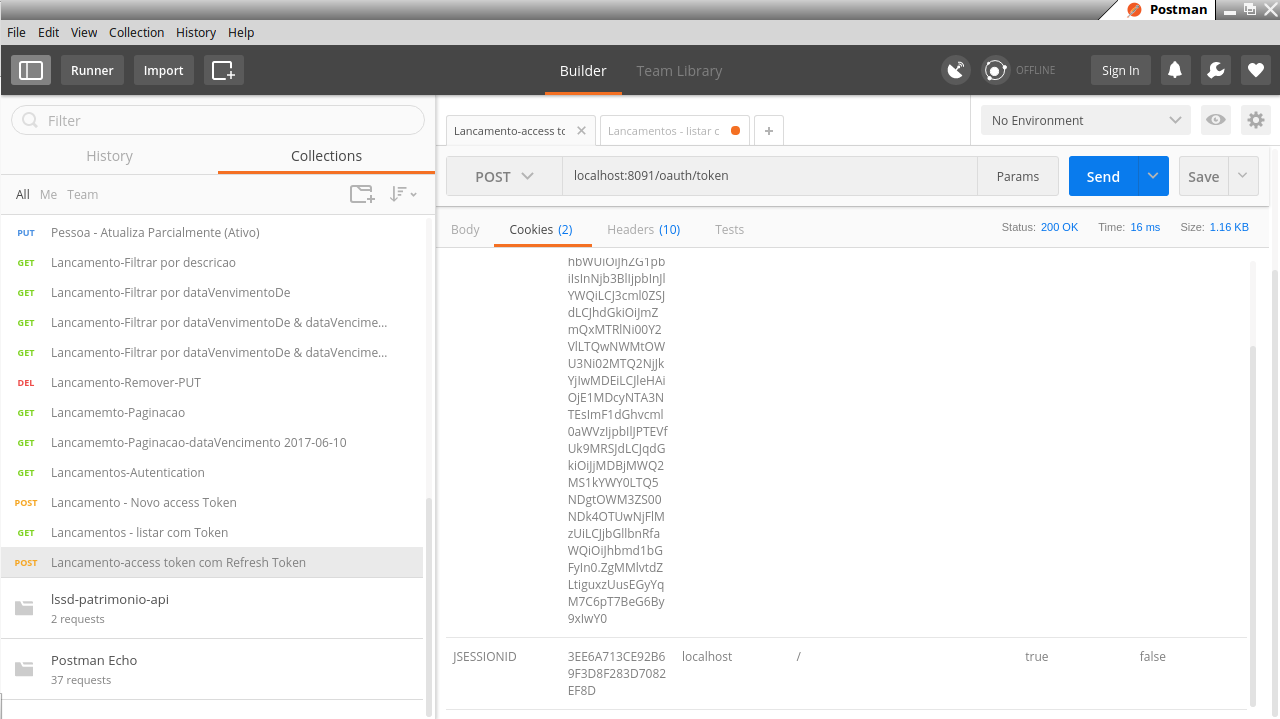 Postman
File Edit View Collection History Help
Runner Import Builder Team Library OFFLINE Sign In
Filter
History Collections
All Me Team
PUT Pessoa - Atualiza Parcialmente (Ativo)
GET Lancamento-Filtrar por descricao
GET Lancamento-Filtrar por dataVenvimentoDe
GET Lancamento-Filtrar por dataVenvimentoDe & dataVencime...
GET Lancamento-Filtrar por dataVenvimentoDe & dataVencime...
DEL Lancamento-Remover-PUT
GET Lancamemto-Paginacao
GET Lancamemto-Paginacao-dataVencimento 2017-06-10
GET Lancamentos-Autentication
POST Lancamento - Novo access Token
GET Lancamentos - listar com Token
POST Lancamento-access token com Refresh Token
lssd-patrimonio-api
2 requests
Postman Echo
37 requests
Lancamento-access tc
Lancamentos - listar c
No Environment
POST localhost:8091/oauth/token Params Send Save
Body Cookies (2) Headers (10) Tests Status: 200 OK Time: 16 ms Size: 1.16 KB
hbWUiOiJhZG1pb
iIsInNjb3BlIjpbInJl
YWQiLCJ3cml0ZSJ
dLCJhdGkiOiJmZ
mQxMTRlNi00Y2
VlLTQwNWMtOW
U3Ni02MTQ2NjJk
YjIwMDEiLCJleHAi
OjE1MDcyNTA3N
TEsImF1dGhvcml
0aWVzIjpbIlJPTEVf
Uk9MRSJdLCJqdG
kiOiJjMDBjMWQ2
MS1kYWY0LTQ5
NDgtOWM3ZS00
NDk4OTUwNjFlM
zUiLCJjbGllbnRfa
WQiOiJhbmd1bG
FyIn0.ZgMMlvtdZ
LtiguxzUusEGyYq
M7C6pT7BeG6By
9xIwY0
JSESSIONID 3EE6A713CE92B6 localhost / true false
9F3D8F283D7082
EF8D